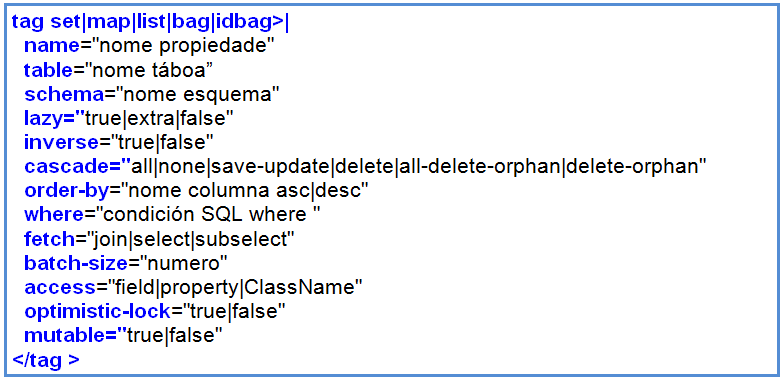 tag set|map|list|bag|idbag>|
name="nome propiedade"
table="nome táboa”
schema="nome esquema"
lazy="true|extra|false"
inverse="true|false"
cascade="all|none|save-update|delete|all-delete-orphan|delete-orphan"
order-by="nome columna asc|desc"
where="condición SQL where "
fetch="join|select|subselect"
batch-size="numero"
access="field|property|ClassName"
optimistic-lock="true|false"
mutable="true|false"
</tag >